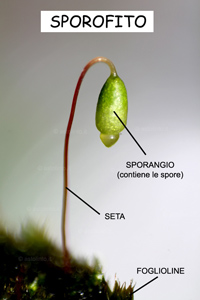 SPOROFITO
SPORANGIO
(contiene le spore)
SETA
FOGLIOLINE